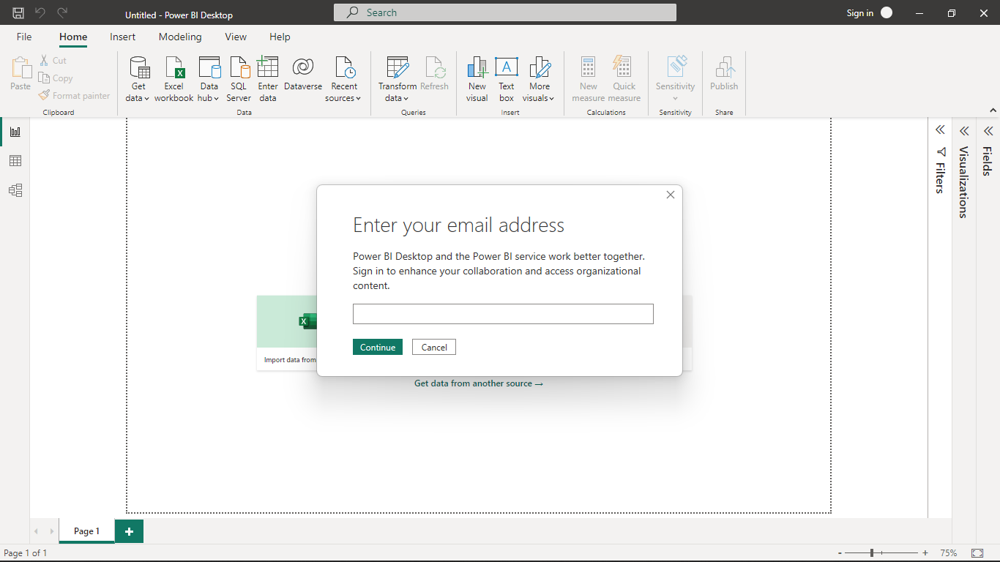 Untitled - Power BI Desktop
Search
Sign in
File Home Insert Modeling View Help
Paste
Cut
Copy
Format painter
Clipboard
Get data
Excel workbook
Data hub
SQL Server
Enter data
Dataverse
Recent sources
Data
Transform data
Refresh
Queries
New visual
Text box
More visuals
Insert
New measure
Quick measure
Calculations
Sensitivity
Sensitivity
Publish
Share
Filters
Visualizations
Fields
Enter your email address
Power BI Desktop and the Power BI service work better together.
Sign in to enhance your collaboration and access organizational
content.
Continue
Cancel
Import data from
Get data from another source →
Page 1
Page 1 of 1
75%